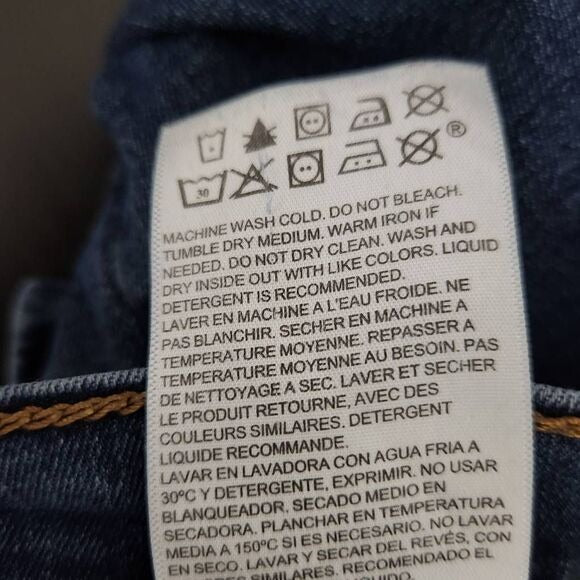 30 ®
MACHINE WASH COLD. DO NOT BLEACH.
TUMBLE DRY MEDIUM. WARM IRON IF
NEEDED. DO NOT DRY CLEAN. WASH AND
DRY INSIDE OUT WITH LIKE COLORS. LIQUID
DETERGENT IS RECOMMENDED.
LAVER EN MACHINE A L'EAU FROIDE. NE
PAS BLANCHIR. SECHER EN MACHINE A
TEMPERATURE MOYENNE. REPASSER A
TEMPERATURE MOYENNE AU BESOIN. PAS
DE NETTOYAGE A SEC. LAVER ET SECHER
LE PRODUIT RETOURNE, AVEC DES
COULEURS SIMILAIRES. DETERGENT
LIQUIDE RECOMMANDE.
LAVAR EN LAVADORA CON AGUA FRIA A
30ºC Y DETERGENTE, EXPRIMIR. NO USAR
BLANQUEADOR. SECADO MEDIO EN
SECADORA. PLANCHAR EN TEMPERATURA
MEDIA A 150ºC SI ES NECESARIO. NO LAVAR
EN SECO. LAVAR Y SECAR DEL REVÉS, CON
SIMILARES. RECOMENDADO EL